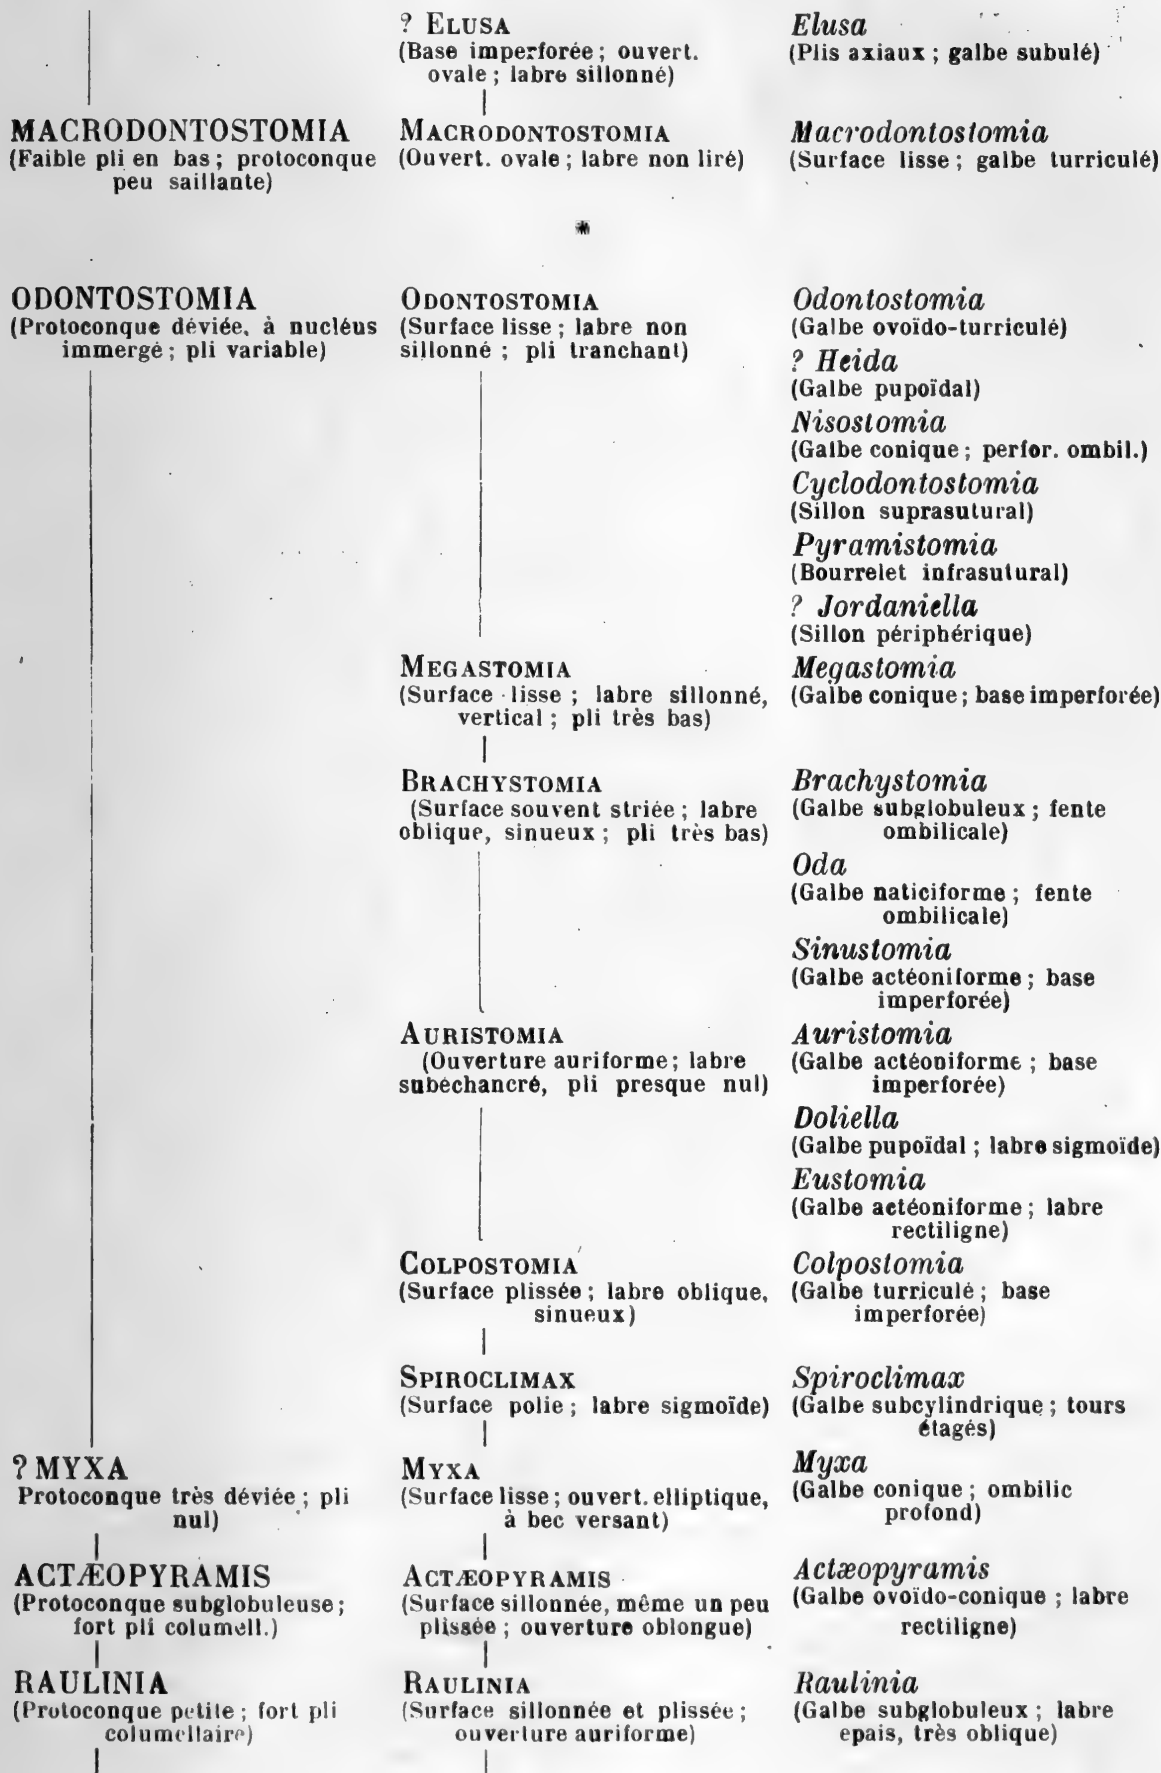 ? ELUSA
(Base imperforée ; ouvert.
ovale ; labre sillonné)
Elusa
(Plis axiaux ; galbe subulé)
MACRODONTOSTOMIA
(Faible pli en bas ; protoconque
peu saillante)
MACRODONTOSTOMIA
(Ouvert. ovale ; labre non liré)
Macrodontostomia
(Surface lisse ; galbe turriculé)
*
ODONTOSTOMIA
(Protoconque déviée, à nucléus
immergé ; pli variable)
ODONTOSTOMIA
(Surface lisse ; labre non
sillonné ; pli tranchant)
Odontostomia
(Galbe ovoïdo-turriculé)
? Heida
(Galbe pupoïdal)
Nisostomia
(Galbe conique ; perfor. ombil.)
Cyclodontostomia
(Sillon suprasutural)
Pyramistomia
(Bourrelet infrasutural)
? Jordaniella
(Sillon périphérique)
MEGASTOMIA
(Surface lisse ; labre sillonné,
vertical ; pli très bas)
Megastomia
(Galbe conique ; base imperforée)
BRACHYSTOMIA
(Surface souvent striée ; labre
oblique, sinueux ; pli très bas)
Brachystomia
(Galbe subglobuleux ; fente
ombilicale)
Oda
(Galbe naticiforme ; fente
ombilicale)
Sinustomia
(Galbe actéoniforme ; base
imperforée)
AURISTOMIA
(Ouverture auriforme ; labre
subéchancré, pli presque nul)
Auristomia
(Galbe actéoniforme ; base
imperforée)
Doliella
(Galbe pupoïdal ; labre sigmoïde)
Eustomia
(Galbe actéoniforme ; labre
rectiligne)
COLPOSTOMIA
(Surface plissée ; labre oblique,
sinueux)
Colpostomia
(Galbe turriculé ; base
imperforée)
SPIROCLIMAX
(Surface polie ; labre sigmoïde)
Spiroclimax
(Galbe subcylindrique ; tours
étagés)
? MYXA
Protoconque très déviée ; pli
nul)
MYXA
(Surface lisse ; ouvert. elliptique,
à bec versant)
Myxa
(Galbe conique ; ombilic
profond)
ACTÆOPYRAMIS
(Protoconque subglobuleuse ;
fort pli columell.)
ACTÆOPYRAMIS
(Surface sillonnée, même un peu
plissée ; ouverture oblongue)
Actæopyramis
(Galbe ovoïdo-conique ; labre
rectiligne)
RAULINIA
(Protoconque petite ; fort pli
columellaire)
RAULINIA
(Surface sillonnée et plissée ;
ouverture auriforme)
Raulinia
(Galbe subglobuleux ; labre
epais, très oblique)